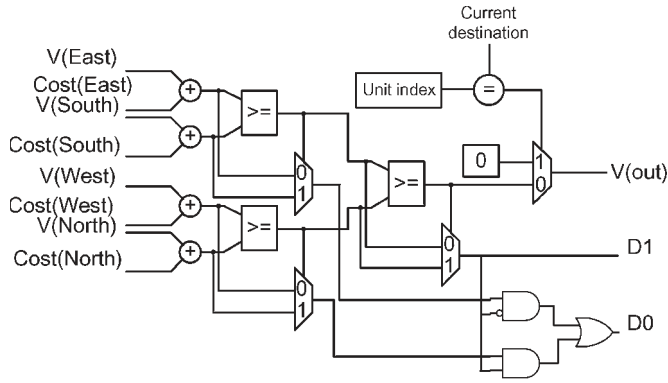 Current
destination
V(East)
Cost(East)
V(South)
Unit index
=
+
>=
+
Cost(South)
0
1
V(West)
0
1
>=
0
V(out)
Cost(West)
+
V(North)
>=
+
0
1
D1
Cost(North)
0
1
D0